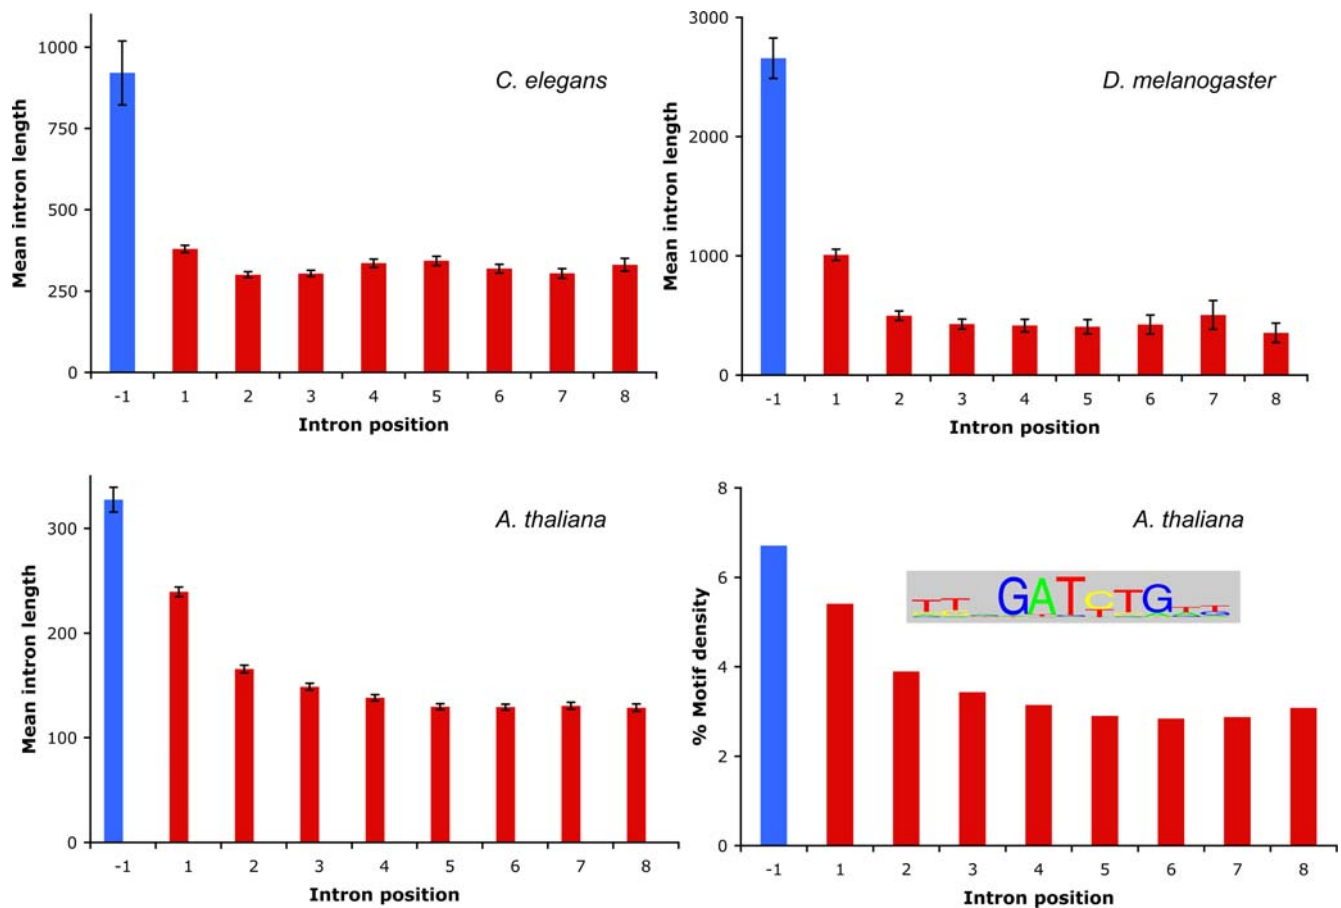 C. elegans
Mean intron length
1000
750
500
250
0
-1 1 2 3 4 5 6 7 8
Intron position
D. melanogaster
Mean intron length
3000
2000
1000
0
-1 1 2 3 4 5 6 7 8
Intron position
A. thaliana
Mean intron length
300
200
100
0
-1 1 2 3 4 5 6 7 8
Intron position
A. thaliana
% Motif density
8
6
4
2
0
TT GATCTG
-1 1 2 3 4 5 6 7 8
Intron position